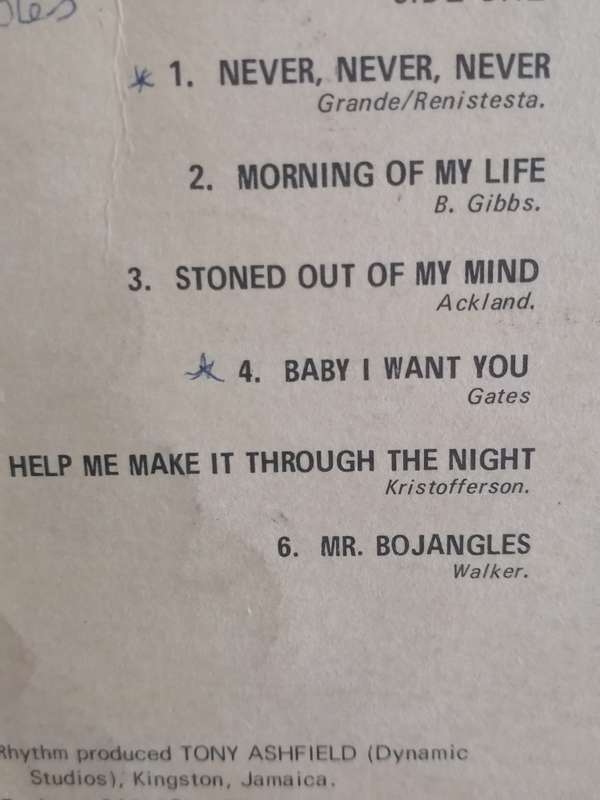 SIDE ONE
1. NEVER, NEVER, NEVER
Grande/Renistesta.
2. MORNING OF MY LIFE
B. Gibbs.
3. STONED OUT OF MY MIND
Ackland.
4. BABY I WANT YOU
Gates
HELP ME MAKE IT THROUGH THE NIGHT
Kristofferson.
6. MR. BOJANGLES
Walker.
Rhythm produced TONY ASHFIELD (Dynamic
Studios), Kingston, Jamaica.